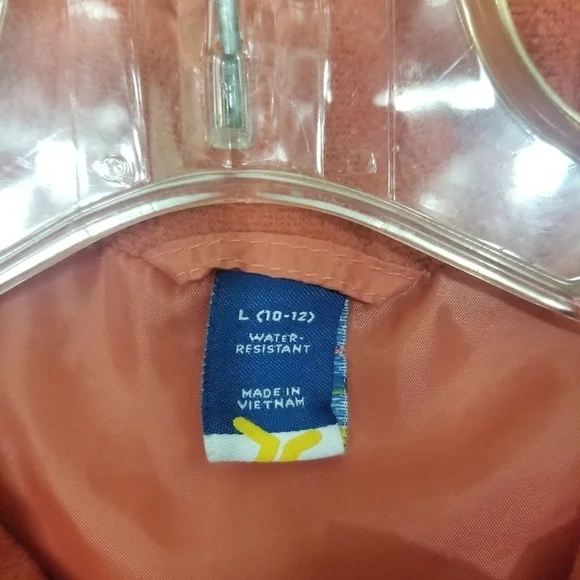 L (10-12)
WATER-
RESISTANT
MADE IN
VIETNAM